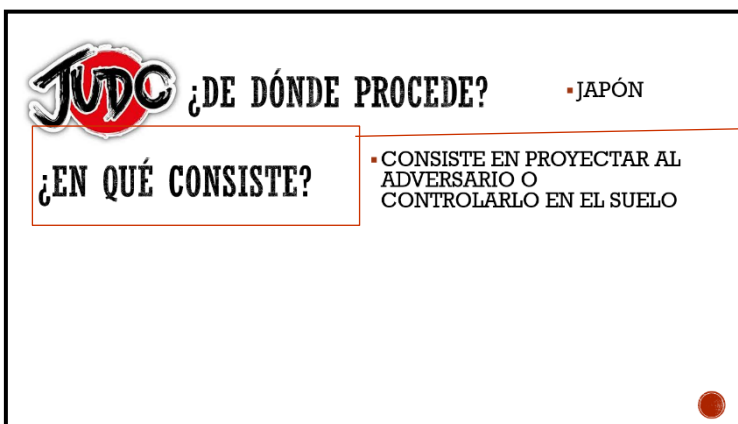 JUDO
¿DE DÓNDE PROCEDE?
▪JAPÓN
¿EN QUÉ CONSISTE?
▪CONSISTE EN PROYECTAR AL
ADVERSARIO O
CONTROLARLO EN EL SUELO